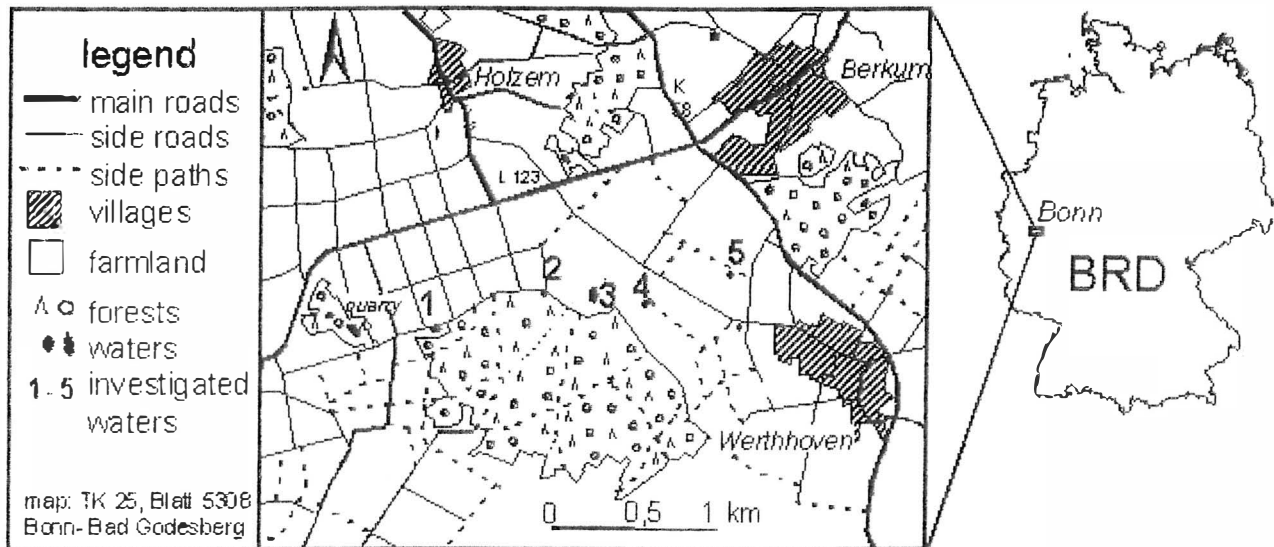 legend
main roads
side roads
side paths
villages
farmland
forests
waters
1-5 investigated
waters
map: TK 25, Blatt 5308
Bonn-Bad Godesberg
Holzem
Berkum
K
8
L 123
quarry
1
2
3
4
5
Werthhoven
0 0,5 1 km
Bonn
BRD